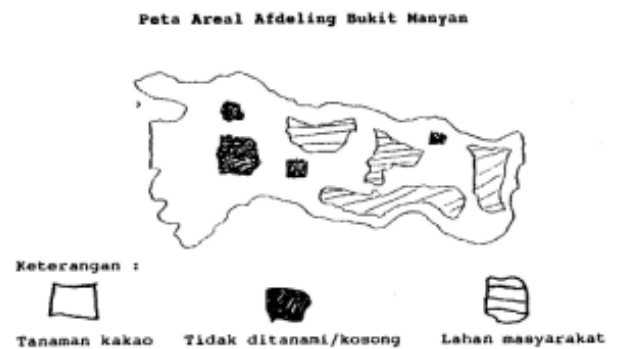 Peta Areal Afdeling Bukit Manyan
Keterangan :
Tanaman kakao Tidak ditanami/kosong Lahan masyarakat